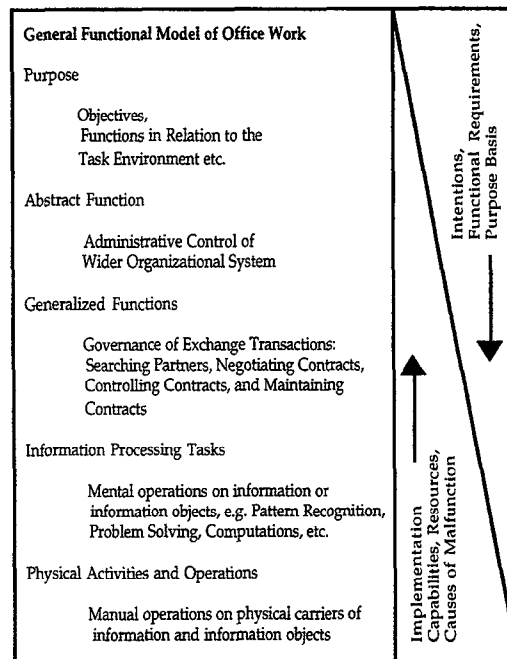 General Functional Model of Office Work
Purpose
Objectives,
Functions in Relation to the
Task Environment etc.
Abstract Function
Administrative Control of
Wider Organizational System
Generalized Functions
Governance of Exchange Transactions:
Searching Partners, Negotiating Contracts,
Controlling Contracts, and Maintaining
Contracts
Information Processing Tasks
Mental operations on information or
information objects, e.g. Pattern Recognition,
Problem Solving, Computations, etc.
Physical Activities and Operations
Manual operations on physical carriers of
information and information objects
Intentions,
Functional Requirements,
Purpose Basis
Implementation
Capabilities, Resources,
Causes of Malfunction